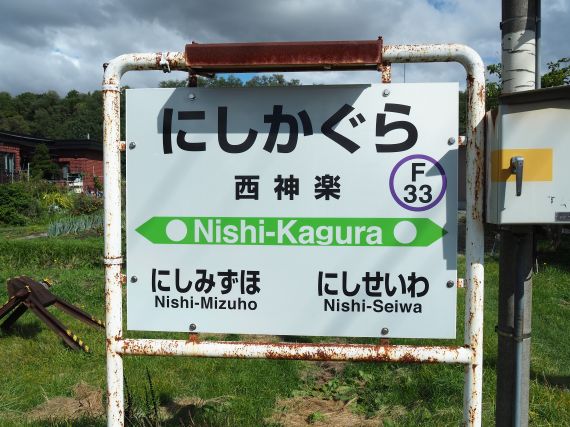 にしかぐら
西神楽
F
33
Nishi-Kagura
にしみずほ
Nishi-Mizuho
にしせいわ
Nishi-Seiwa